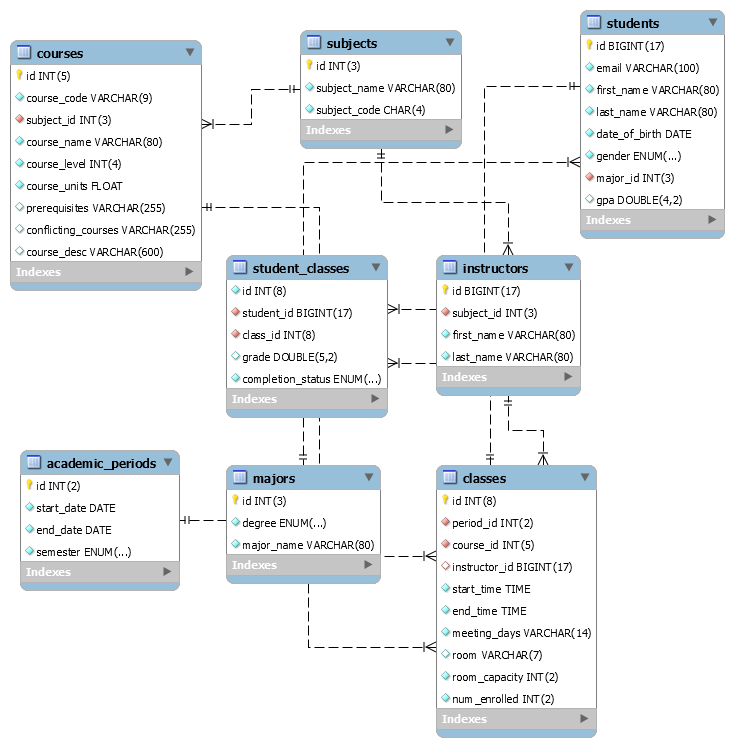 courses
id INT(5)
course_code VARCHAR(9)
subject_id INT(3)
course_name VARCHAR(80)
course_level INT(4)
course_units FLOAT
prerequisites VARCHAR(255)
conflicting_courses VARCHAR(255)
course_desc VARCHAR(600)
Indexes
subjects
id INT(3)
subject_name VARCHAR(80)
subject_code CHAR(4)
Indexes
students
id BIGINT(17)
email VARCHAR(100)
first_name VARCHAR(80)
last_name VARCHAR(80)
date_of_birth DATE
gender ENUM(...)
major_id INT(3)
gpa DOUBLE(4,2)
Indexes
student_classes
id INT(8)
student_id BIGINT(17)
class_id INT(8)
grade DOUBLE(5,2)
completion_status ENUM(...)
Indexes
instructors
id BIGINT(17)
subject_id INT(3)
first_name VARCHAR(80)
last_name VARCHAR(80)
Indexes
academic_periods
id INT(2)
start_date DATE
end_date DATE
semester ENUM(...)
Indexes
majors
id INT(3)
degree ENUM(...)
major_name VARCHAR(80)
Indexes
classes
id INT(8)
period_id INT(2)
course_id INT(5)
instructor_id BIGINT(17)
start_time TIME
end_time TIME
meeting_days VARCHAR(14)
room VARCHAR(7)
room_capacity INT(2)
num_enrolled INT(2)
Indexes